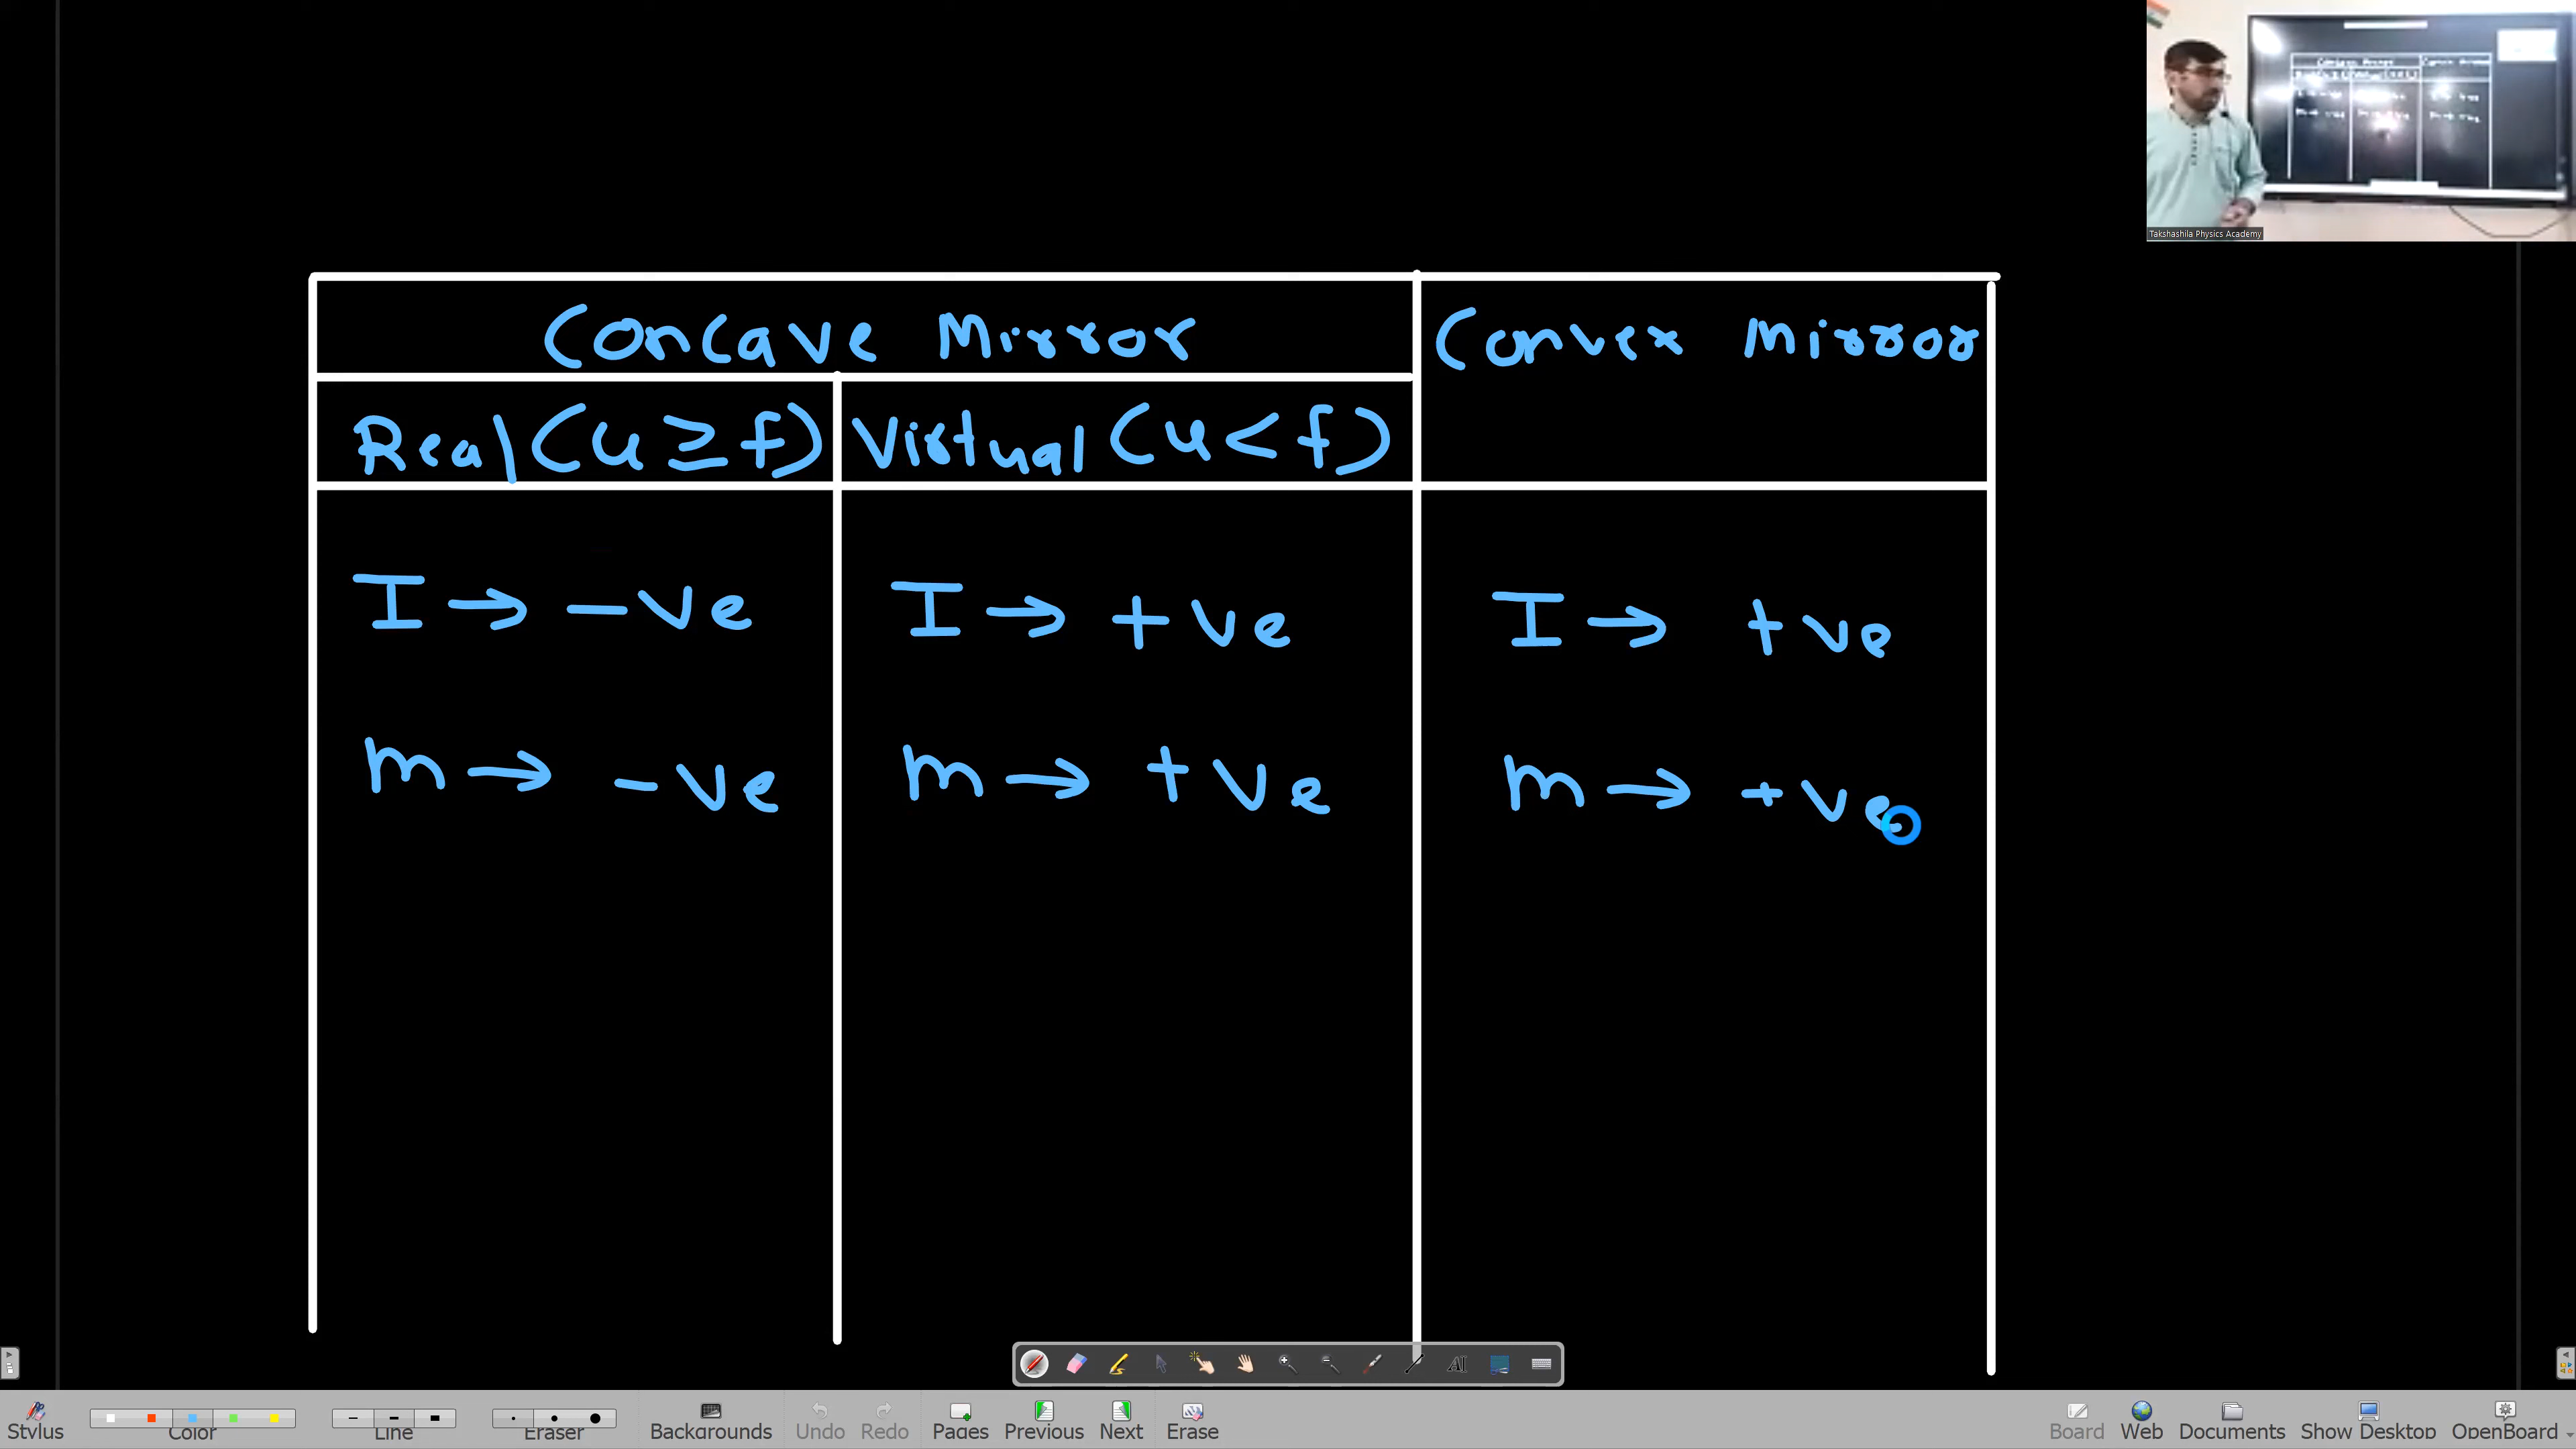 Takshashila Physics Academy
Concave Mirror
Convex Mirror
Real (u ≥ f)
Virtual (u < f)
I → -ve
I → +ve
I → +ve
m → -ve
m → +ve
m → +ve
AI
Stylus
Color
Line
Eraser
Backgrounds
Undo
Redo
Pages
Previous
Next
Erase
Board
Web
Documents
Show Desktop
OpenBoard